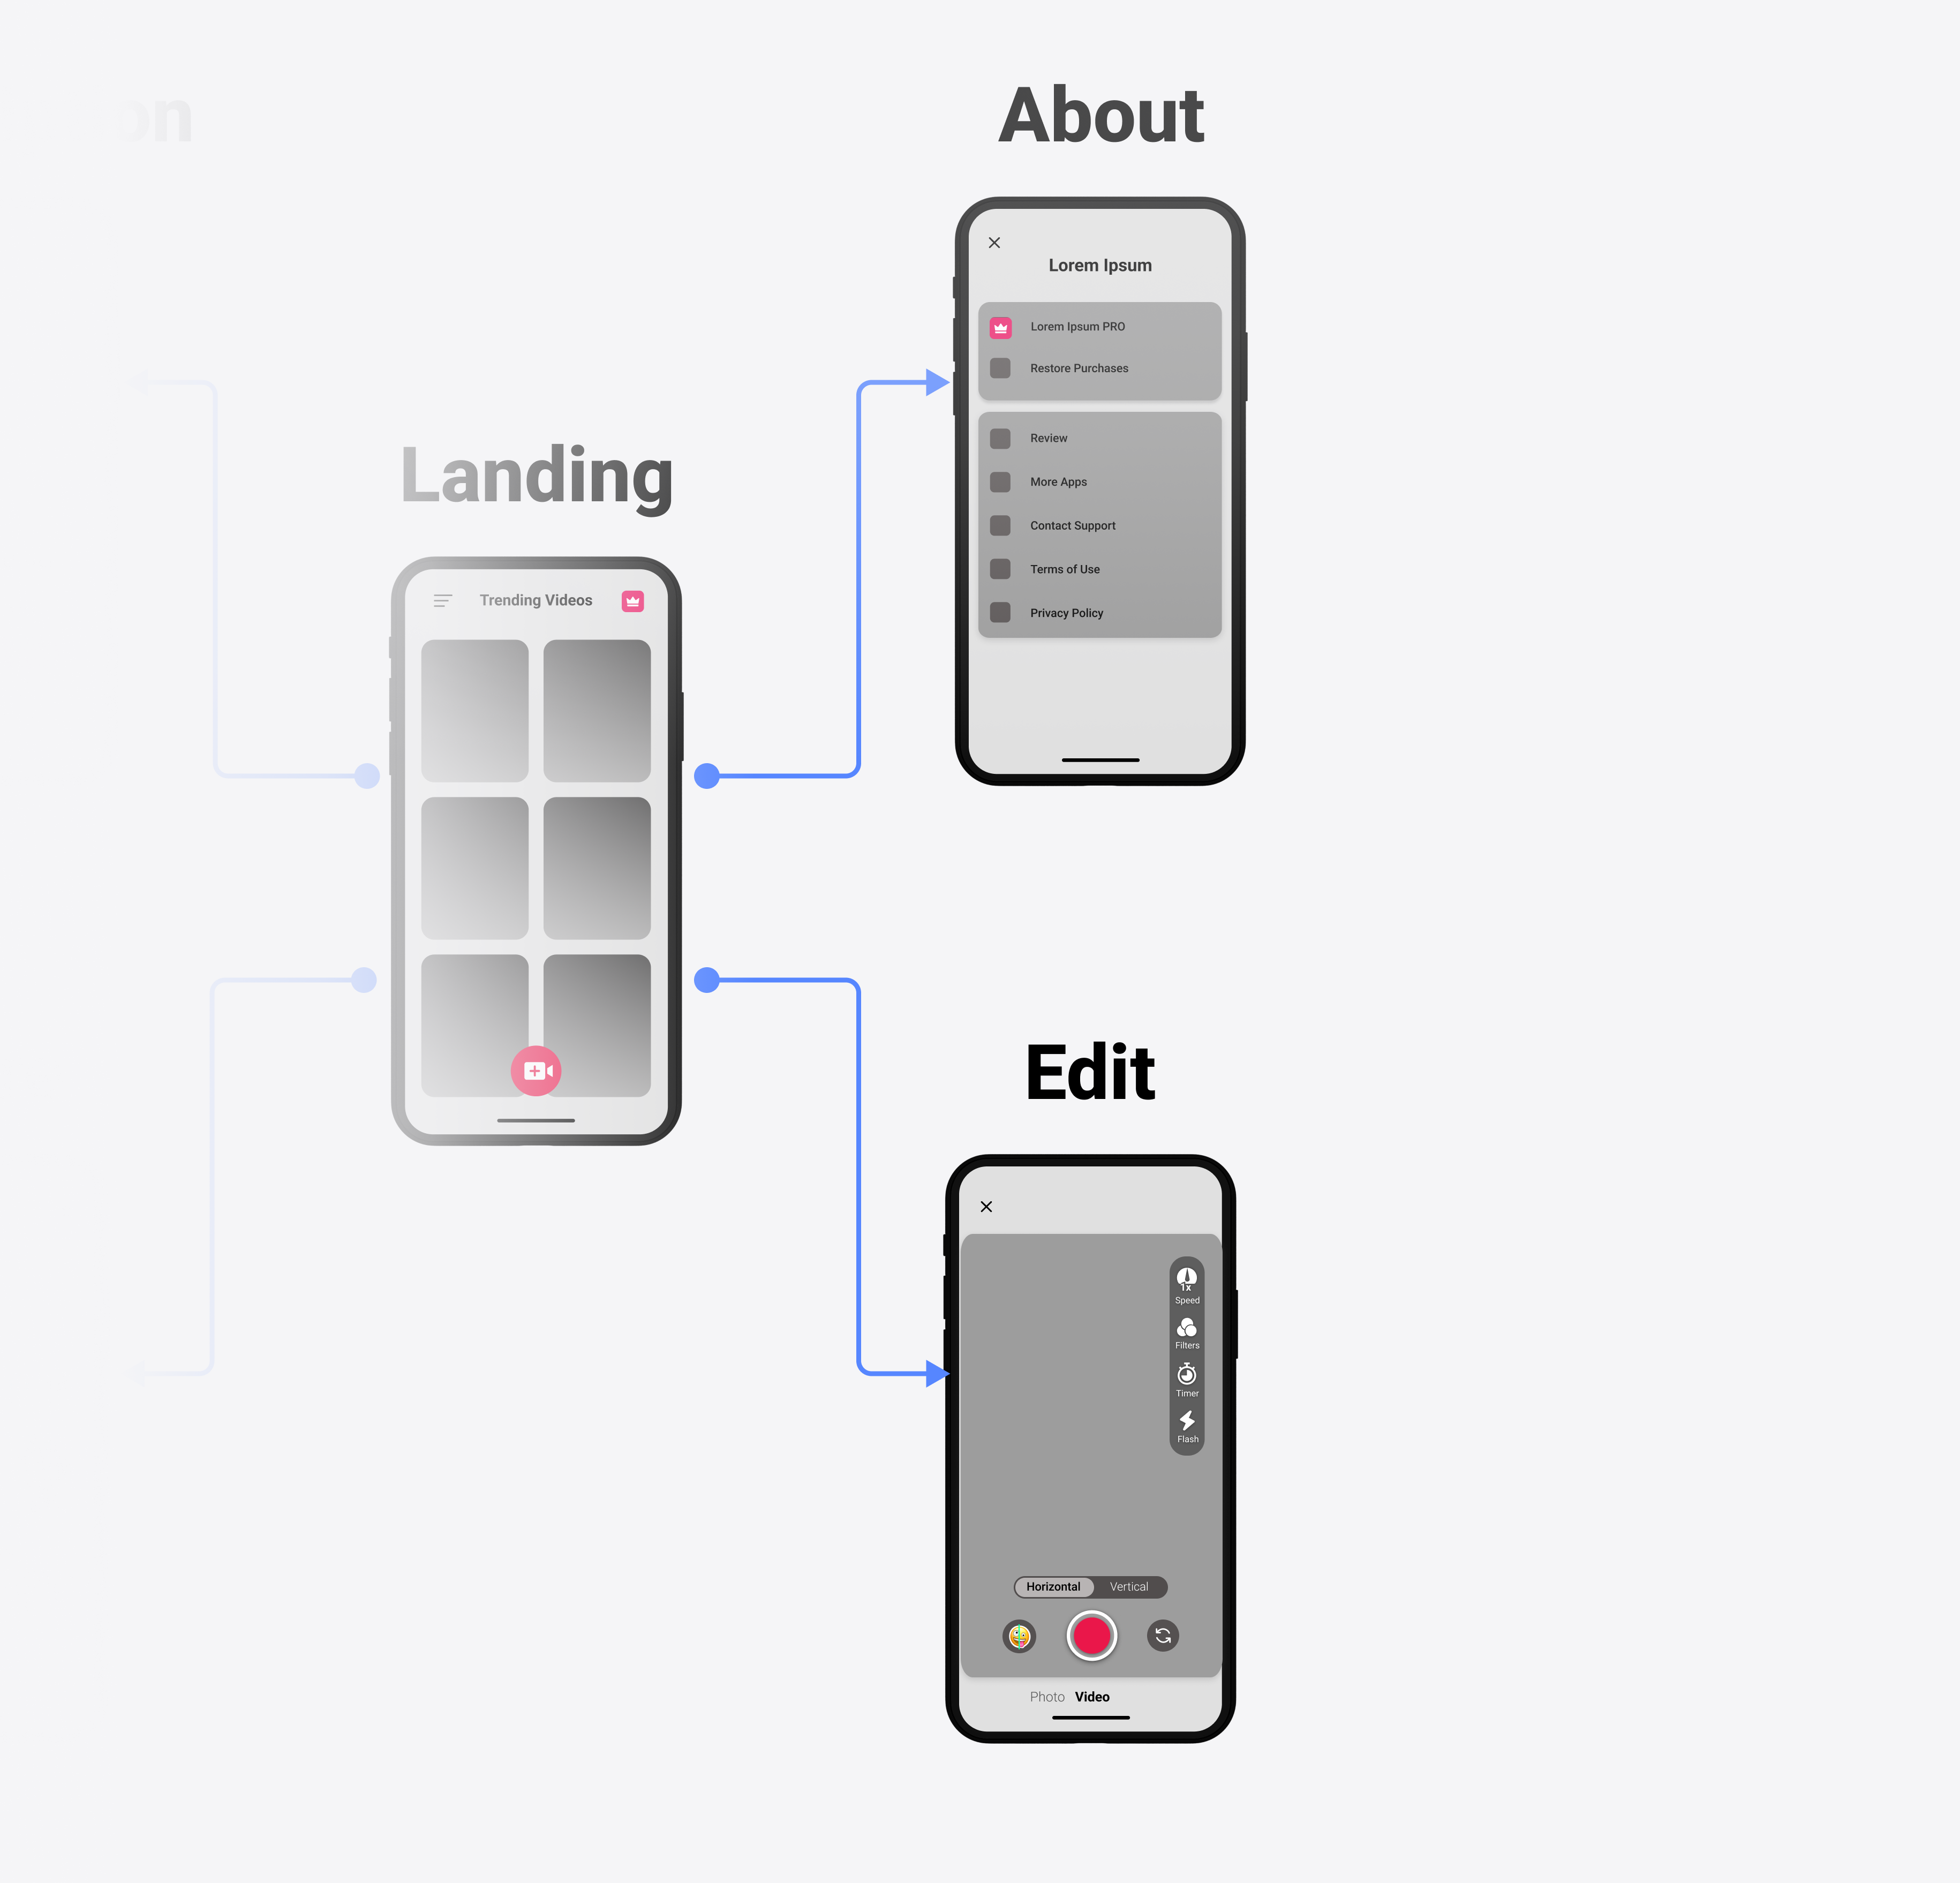 on
About
Lorem Ipsum
Lorem Ipsum PRO
Restore Purchases
Review
More Apps
Contact Support
Terms of Use
Privacy Policy
Landing
Trending Videos
Edit
1x
Speed
Filters
Timer
Flash
Horizontal Vertical
Photo Video